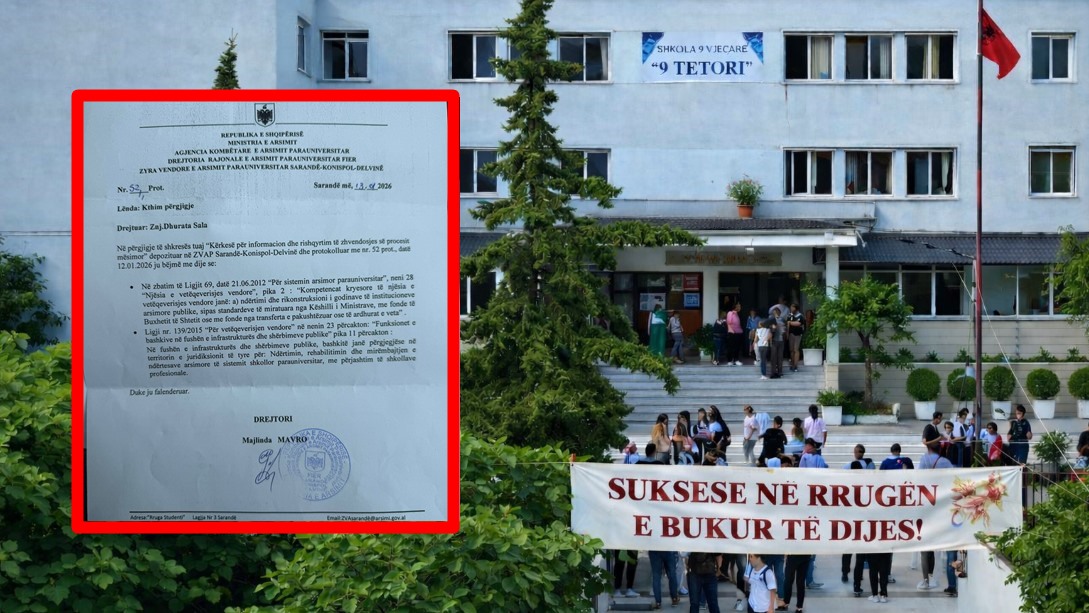 SHKOLA 9 VJEÇARE
"9 TETORI"
REPUBLIKA E SHQIPËRISË
MINISTRIA E ARSIMIT
AGJENCIA KOMBËTARE E ARSIMIT PARAUNIVERSITAR
DREJTORIA RAJONALE E ARSIMIT PARAUNIVERSITAR FIER
ZYRA VENDORE E ARSIMIT PARAUNIVERSITAR SARANDË-KONISPOL-DELVINË
Nr. 52/ Prot. Sarandë më, 13.01 2026
Lënda: Kthim përgjigje
Drejtuar: Znj.Dhurata Sala
Në përgjigje të shkresës tuaj "Kërkesë për informacion dhe rishqyrtim të zhvendosjes së procesit
mësimor" depozituar në ZVAP Sarandë-Konispol-Delvinë dhe protokolluar me nr. 52 prot., datë
12.01.2026 ju bëjmë me dije se:
• Në zbatim të Ligjit 69, datë 21.06.2012 "Për sistemin arsimor parauniversitar", neni 28
"Njësia e vetëqeverisjes vendore", pika 2 : "Kompetencat kryesore të njësisë e
vetëqeverisjes vendore janë: a) ndërtimi dhe rikonstruksioni i godinave të institucioneve
arsimore publike, sipas standardeve të miratuara nga Këshilli i Ministrave, me fonde të
Buxhetit të Shtetit ose me fonde nga transferta e pakushtëzuar ose të ardhurat e veta" .
• Ligji nr. 139/2015 "Për vetëqeverisjen vendore" në nenin 23 përcakton: "Funksionet e
bashkive në fushën e infrastrukturës dhe shërbimeve publike" pika 11 përcakton :
Në fushën e infrastrukturës dhe shërbimeve publike, bashkitë janë përgjegjëse në
territorin e juridiksionit të tyre për: Ndërtimin, rehabilitimin dhe mirëmbajtjen e
ndërtesave arsimore të sistemit shkollor parauniversitar, me përjashtim të shkollave
profesionale.
Duke ju falenderuar.
DREJTORI
Majlinda MAVRO
Adresa:"Rruga Studenti" Lagjja Nr 3 Sarandë Email:ZVAsarandë@arsimi.gov.al
SUKSESE NË RRUGËN
E BUKUR TË DIJES!